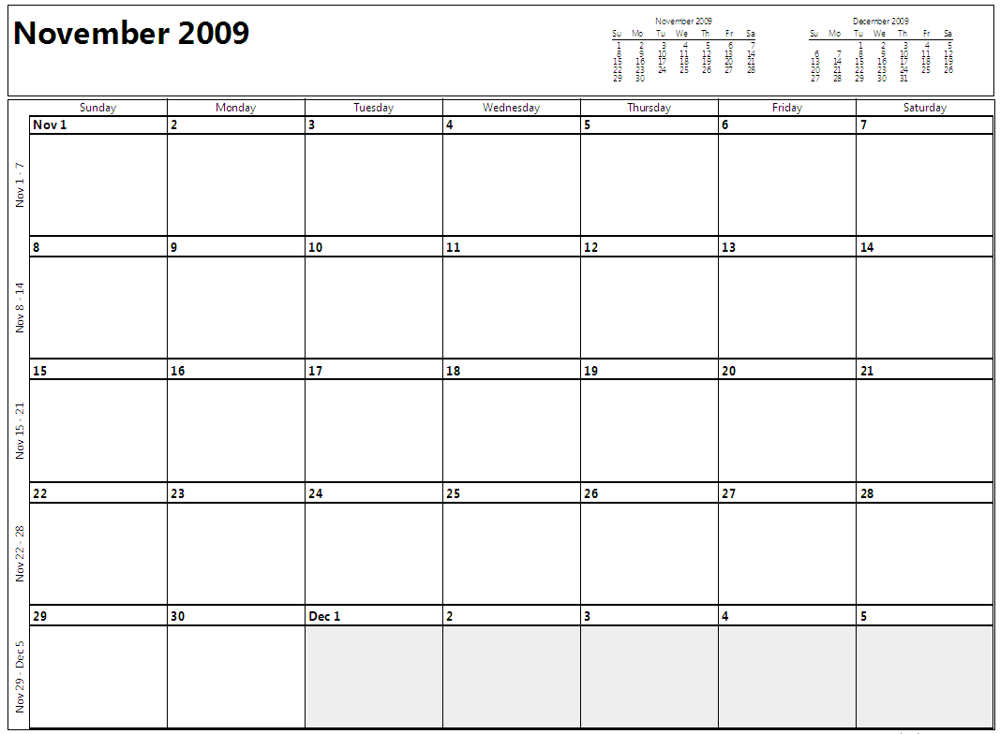 November 2009
November 2009
Su Mo Tu We Th Fr Sa
1 2 3 4 5 6 7
8 9 10 11 12 13 14
15 16 17 18 19 20 21
22 23 24 25 26 27 28
29 30
December 2009
Su Mo Tu We Th Fr Sa
1 2 3 4 5
6 7 8 9 10 11 12
13 14 15 16 17 18 19
20 21 22 23 24 25 26
27 28 29 30 31
Sunday Monday Tuesday Wednesday Thursday Friday Saturday
Nov 1 2 3 4 5 6 7
Nov 1 - 7
8 9 10 11 12 13 14
Nov 8 - 14
15 16 17 18 19 20 21
Nov 15 - 21
22 23 24 25 26 27 28
Nov 22 - 28
29 30 Dec 1 2 3 4 5
Nov 29 - Dec 5